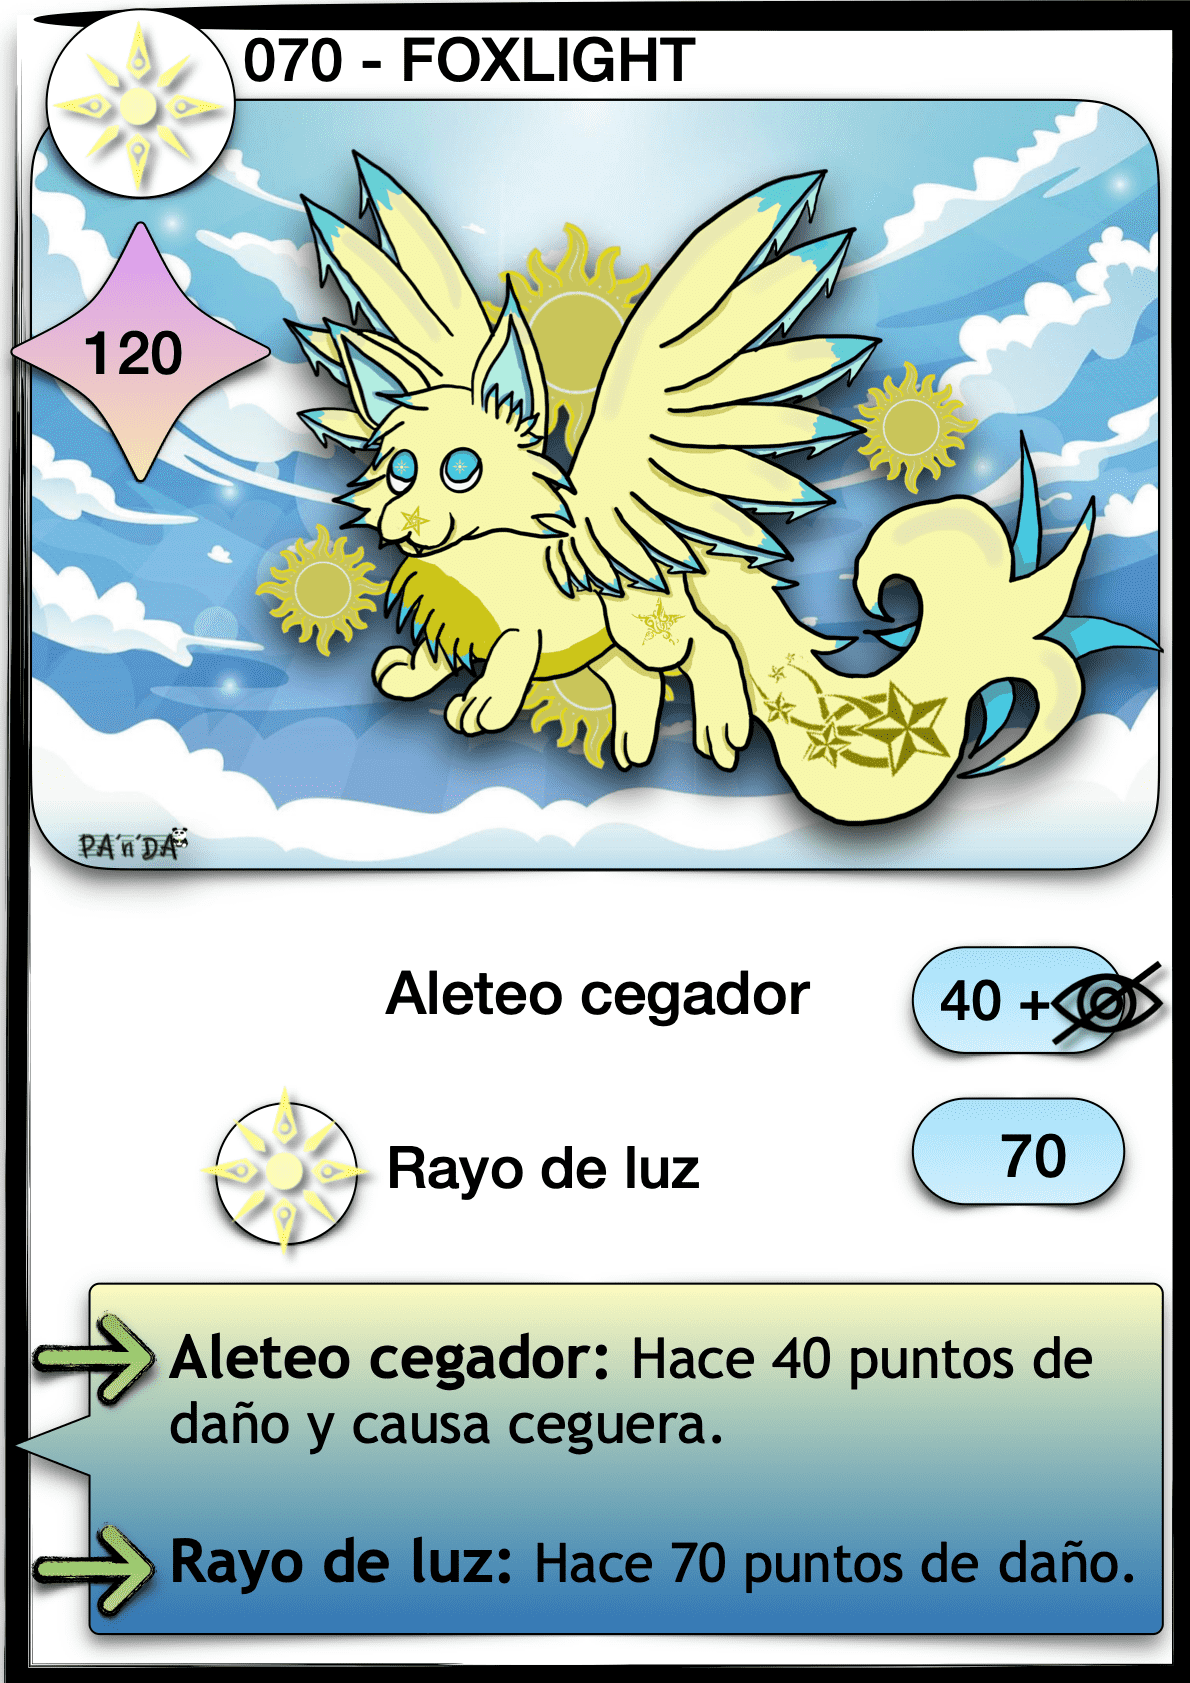 070 - FOXLIGHT
120
PA'n'DA
Aleteo cegador
40 +
Rayo de luz
70
Aleteo cegador: Hace 40 puntos de
daño y causa ceguera.
Rayo de luz: Hace 70 puntos de daño.